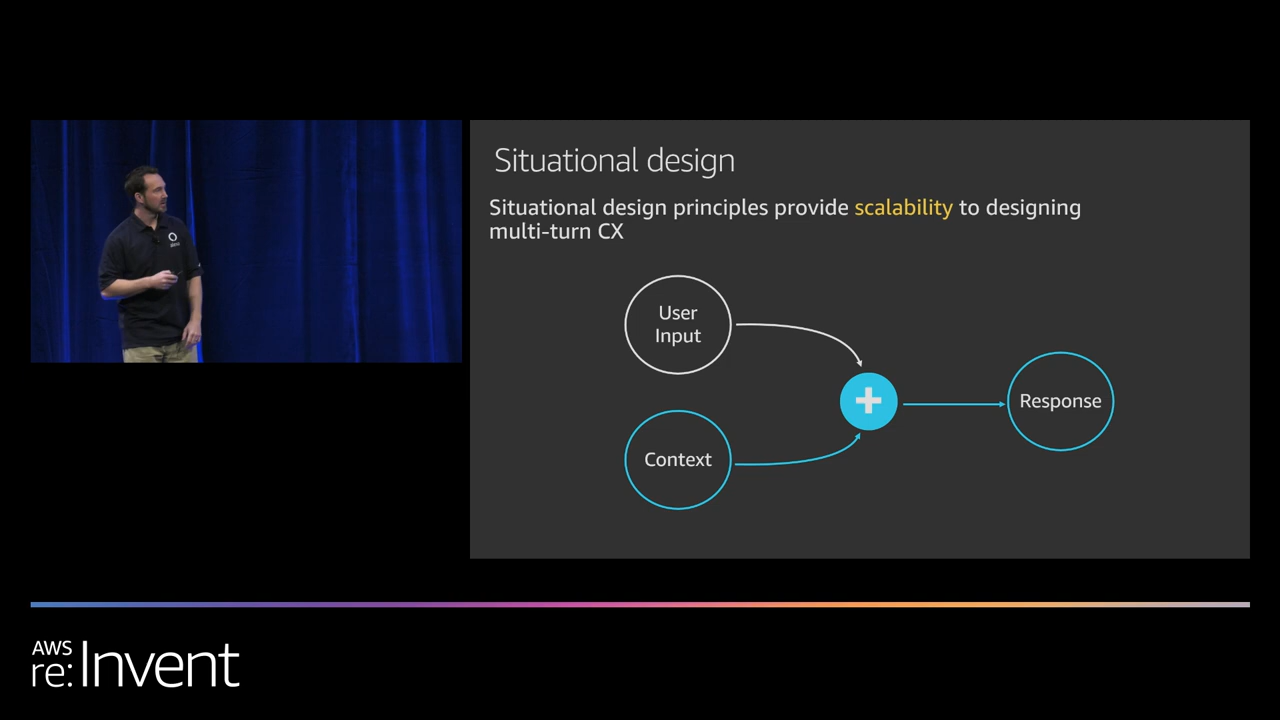 Situational design
Situational design principles provide scalability to designing
multi-turn CX
User
Input
Context
Response
AWS
re:Invent